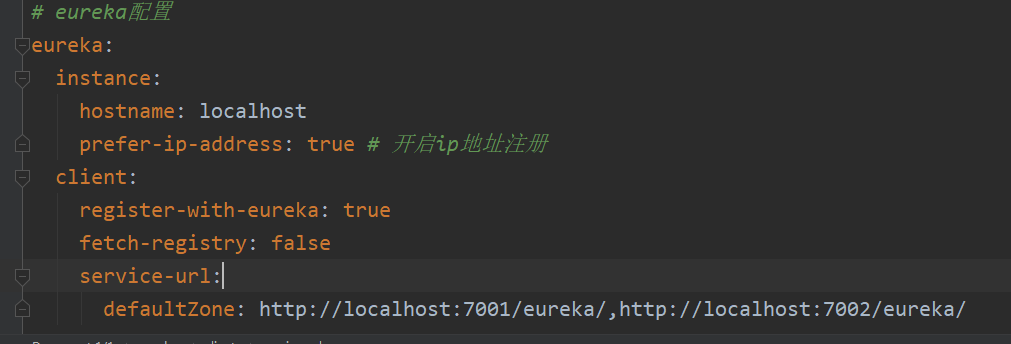 # eureka配置
eureka:
instance:
hostname: localhost
prefer-ip-address: true # 开启ip地址注册
client:
register-with-eureka: true
fetch-registry: false
service-url:
defaultZone: http://localhost:7001/eureka/,http://localhost:7002/eureka/